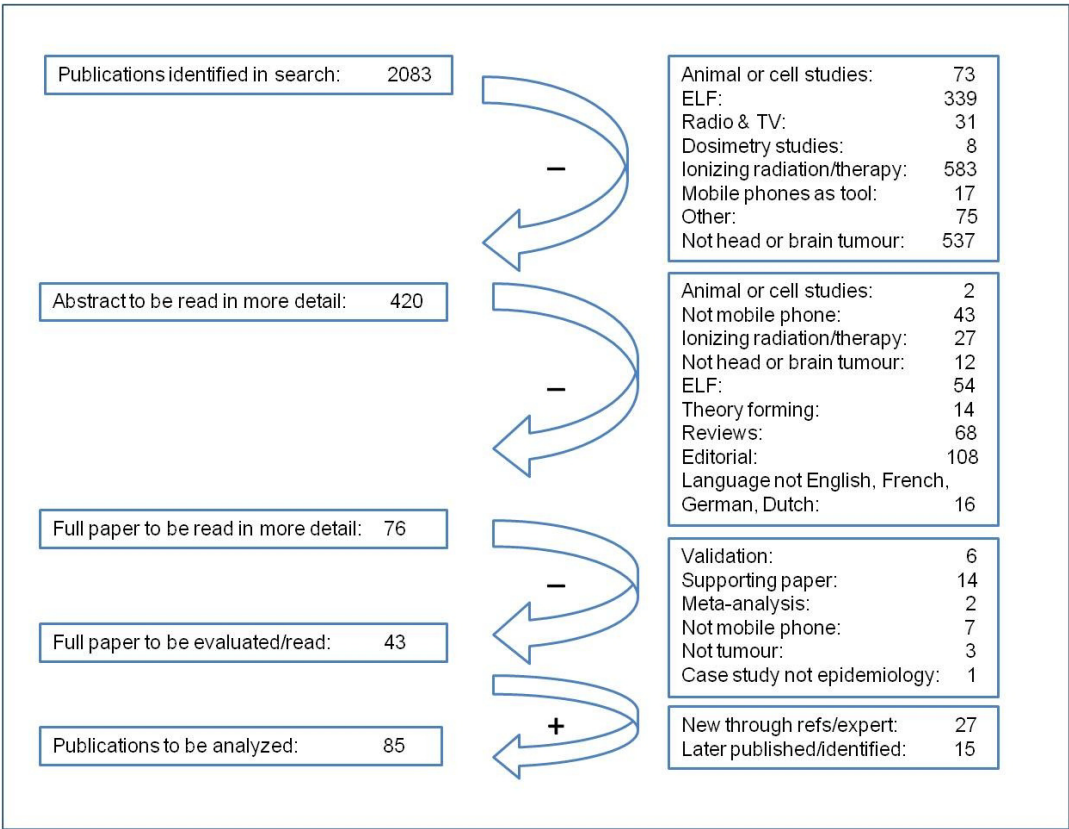 Publications identified in search: 2083
Animal or cell studies: 73
ELF: 339
Radio & TV: 31
Dosimetry studies: 8
Ionizing radiation/therapy: 583
Mobile phones as tool: 17
Other: 75
Not head or brain tumour: 537
–
Abstract to be read in more detail: 420
Animal or cell studies: 2
Not mobile phone: 43
Ionizing radiation/therapy: 27
Not head or brain tumour: 12
ELF: 54
Theory forming: 14
Reviews: 68
Editorial: 108
Language not English, French,
German, Dutch: 16
–
Full paper to be read in more detail: 76
Validation: 6
Supporting paper: 14
Meta-analysis: 2
Not mobile phone: 7
Not tumour: 3
Case study not epidemiology: 1
–
Full paper to be evaluated/read: 43
New through refs/expert: 27
Later published/identified: 15
+
Publications to be analyzed: 85